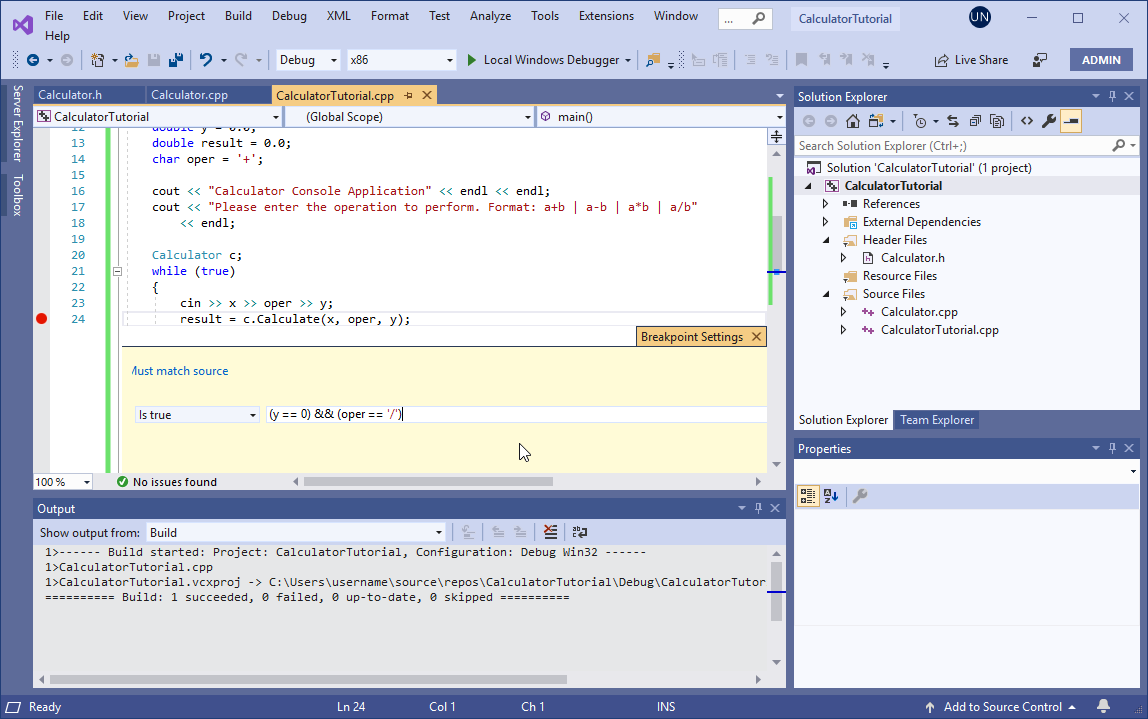 File Edit View Project Build Debug XML Format Test Analyze Tools Extensions Window ... CalculatorTutorial UN
Help
Debug x86 Local Windows Debugger Live Share ADMIN
Server Explorer
Toolbox
Calculator.h Calculator.cpp CalculatorTutorial.cpp
CalculatorTutorial (Global Scope) main()
12 double y = 0.0;
13 double result = 0.0;
14 char oper = '+';
15
16 cout << "Calculator Console Application" << endl << endl;
17 cout << "Please enter the operation to perform. Format: a+b | a-b | a*b | a/b"
18 << endl;
19
20 Calculator c;
21 while (true)
22 {
23 cin >> x >> oper >> y;
24 result = c.Calculate(x, oper, y);
Breakpoint Settings
Must match source
Is true (y == 0) && (oper == '/')
100 % No issues found
Output
Show output from: Build
1>------ Build started: Project: CalculatorTutorial, Configuration: Debug Win32 ------
1>CalculatorTutorial.cpp
1>CalculatorTutorial.vcxproj -> C:\Users\username\source\repos\CalculatorTutorial\Debug\CalculatorTutor
========== Build: 1 succeeded, 0 failed, 0 up-to-date, 0 skipped ==========
Solution Explorer
Search Solution Explorer (Ctrl+;)
Solution 'CalculatorTutorial' (1 project)
CalculatorTutorial
References
External Dependencies
Header Files
Calculator.h
Resource Files
Source Files
Calculator.cpp
CalculatorTutorial.cpp
Solution Explorer Team Explorer
Properties
Ready Ln 24 Col 1 Ch 1 INS Add to Source Control